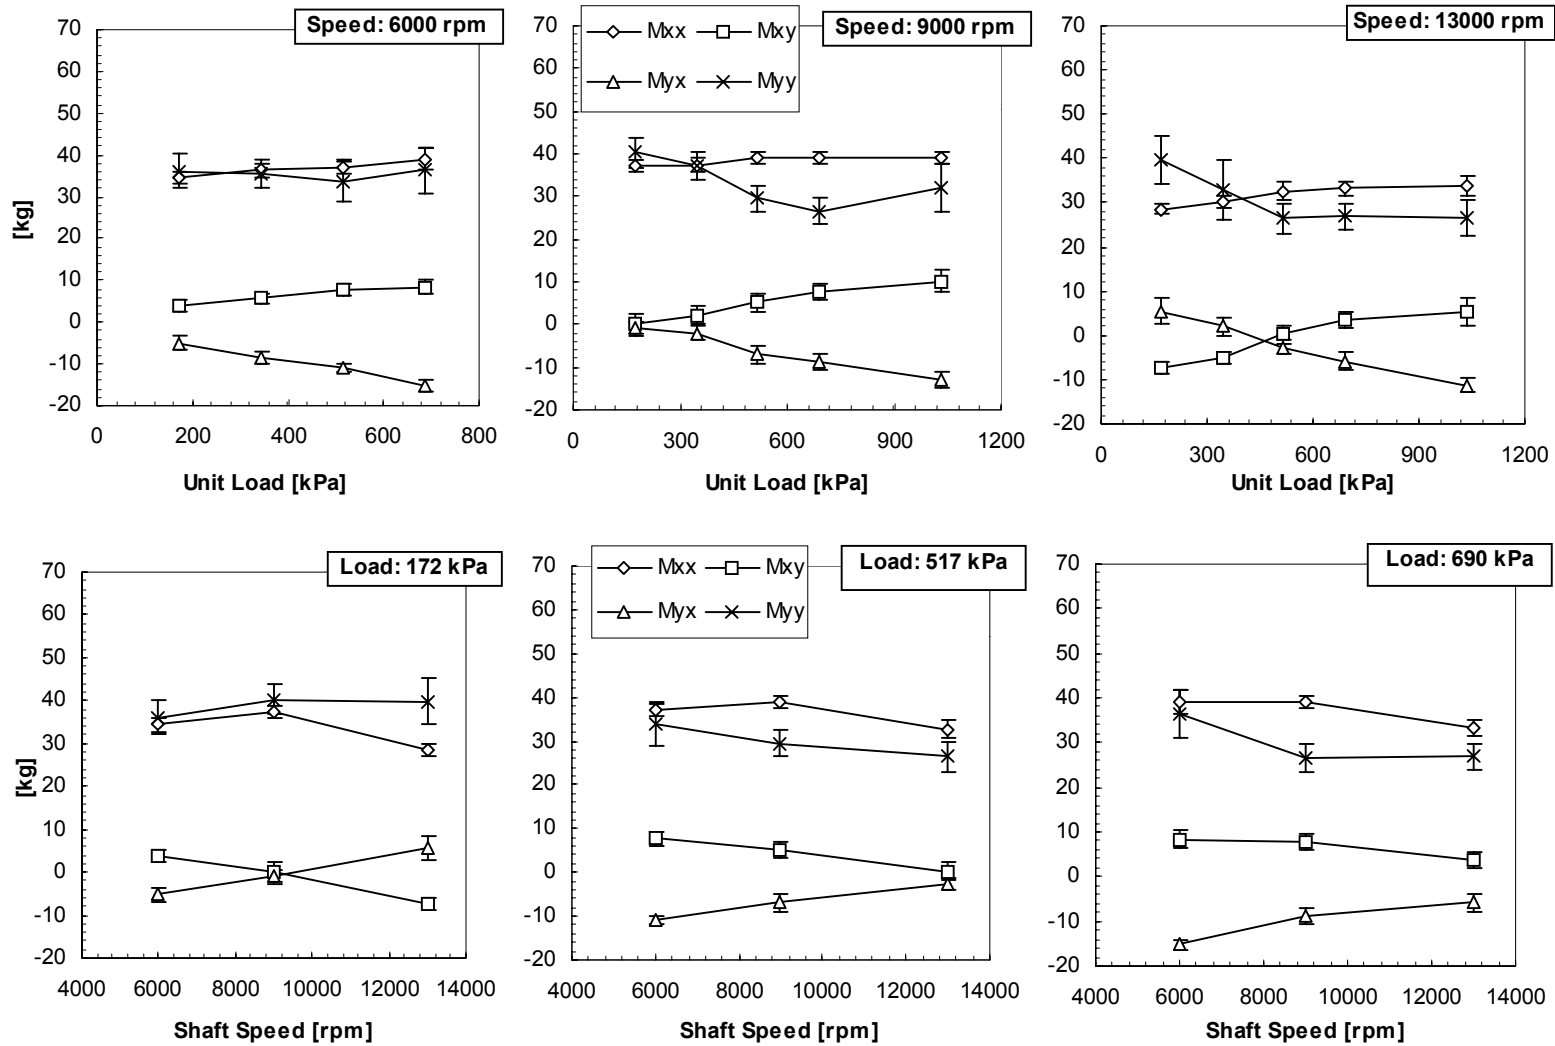 Speed: 6000 rpm
70
60
50
40
30
20
10
0
-10
-20
[kg]
0 200 400 600 800
Unit Load [kPa]
Mxx Mxy
Myx Myy
Speed: 9000 rpm
70
60
50
40
30
20
10
0
-10
-20
0 300 600 900 1200
Unit Load [kPa]
Speed: 13000 rpm
70
60
50
40
30
20
10
0
-10
-20
0 300 600 900 1200
Unit Load [kPa]
Load: 172 kPa
70
60
50
40
30
20
10
0
-10
-20
[kg]
4000 6000 8000 10000 12000 14000
Shaft Speed [rpm]
Mxx Mxy
Myx Myy
Load: 517 kPa
70
60
50
40
30
20
10
0
-10
-20
4000 6000 8000 10000 12000 14000
Shaft Speed [rpm]
Load: 690 kPa
70
60
50
40
30
20
10
0
-10
-20
4000 6000 8000 10000 12000 14000
Shaft Speed [rpm]